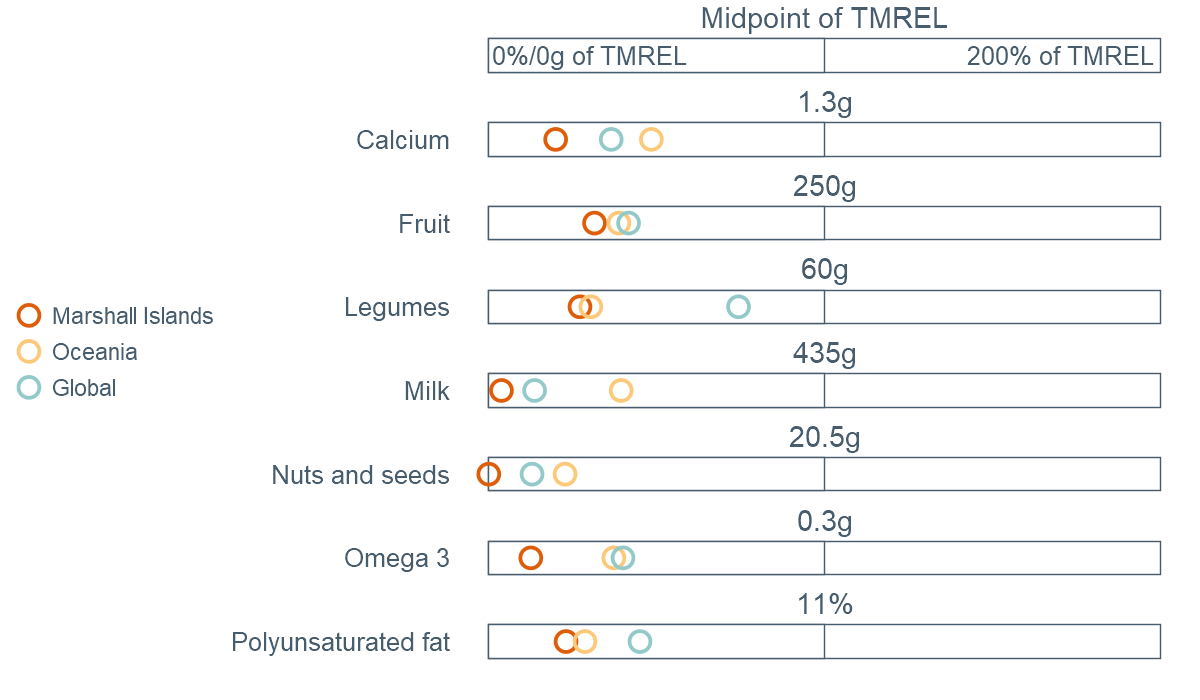 Midpoint of TMREL
0%/0g of TMREL
200% of TMREL
1.3g
Calcium
250g
Fruit
60g
Legumes
435g
Milk
20.5g
Nuts and seeds
0.3g
Omega 3
11%
Polyunsaturated fat
Marshall Islands
Oceania
Global